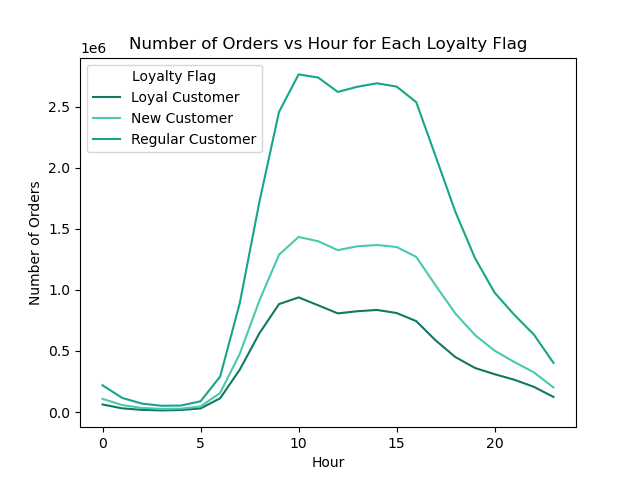 Number of Orders vs Hour for Each Loyalty Flag
1e6
Loyalty Flag
Loyal Customer
New Customer
Regular Customer
Number of Orders
2.5
2.0
1.5
1.0
0.5
0.0
0 5 10 15 20
Hour